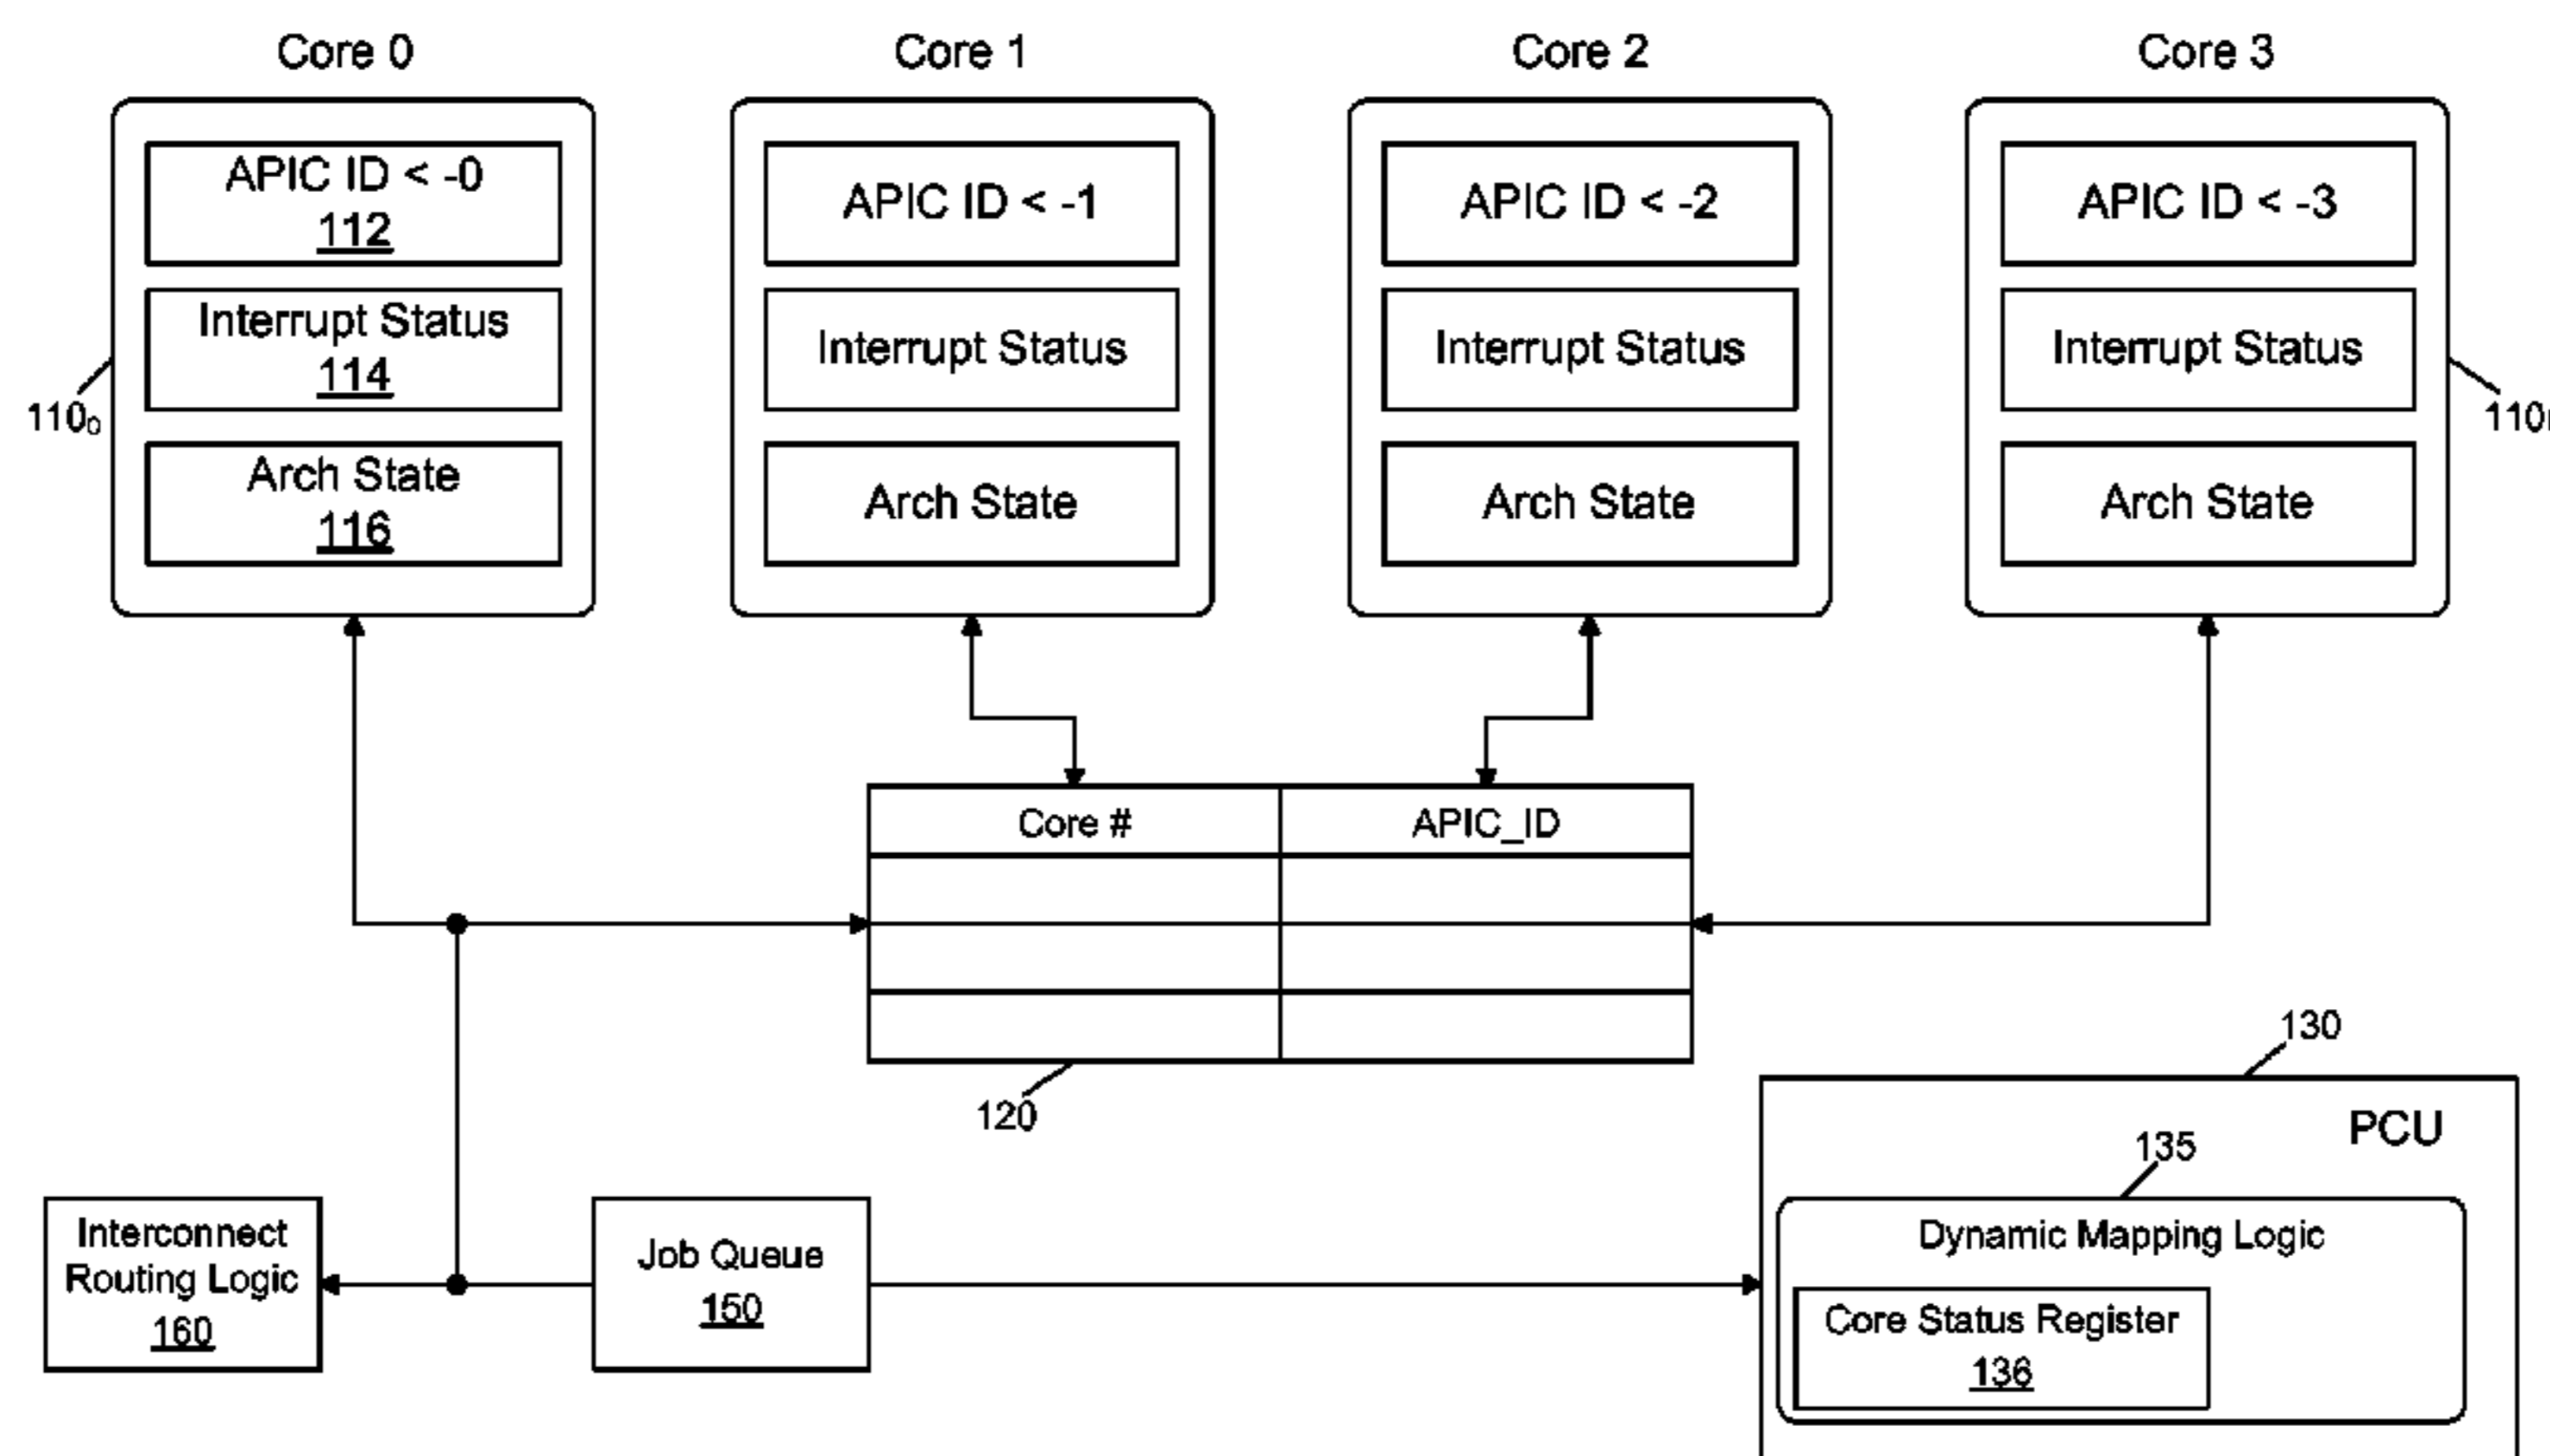 Core 0
Core 1
Core 2
Core 3
APIC ID < -0
112
APIC ID < -1
APIC ID < -2
APIC ID < -3
Interrupt Status
114
Interrupt Status
Interrupt Status
Interrupt Status
110₀
110
Arch State
116
Arch State
Arch State
Arch State
Core #
APIC_ID
120
130
PCU
135
Interconnect
Routing Logic
160
Job Queue
150
Dynamic Mapping Logic
Core Status Register
136